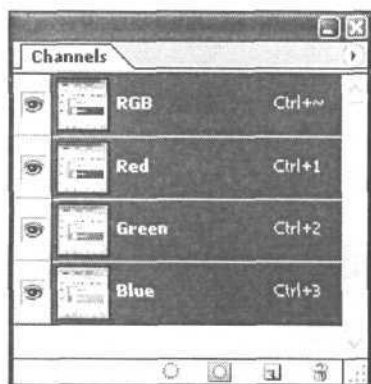 Channels
RGB Ctrl+~
Red Ctrl+1
Green Ctrl+2
Blue Ctrl+3